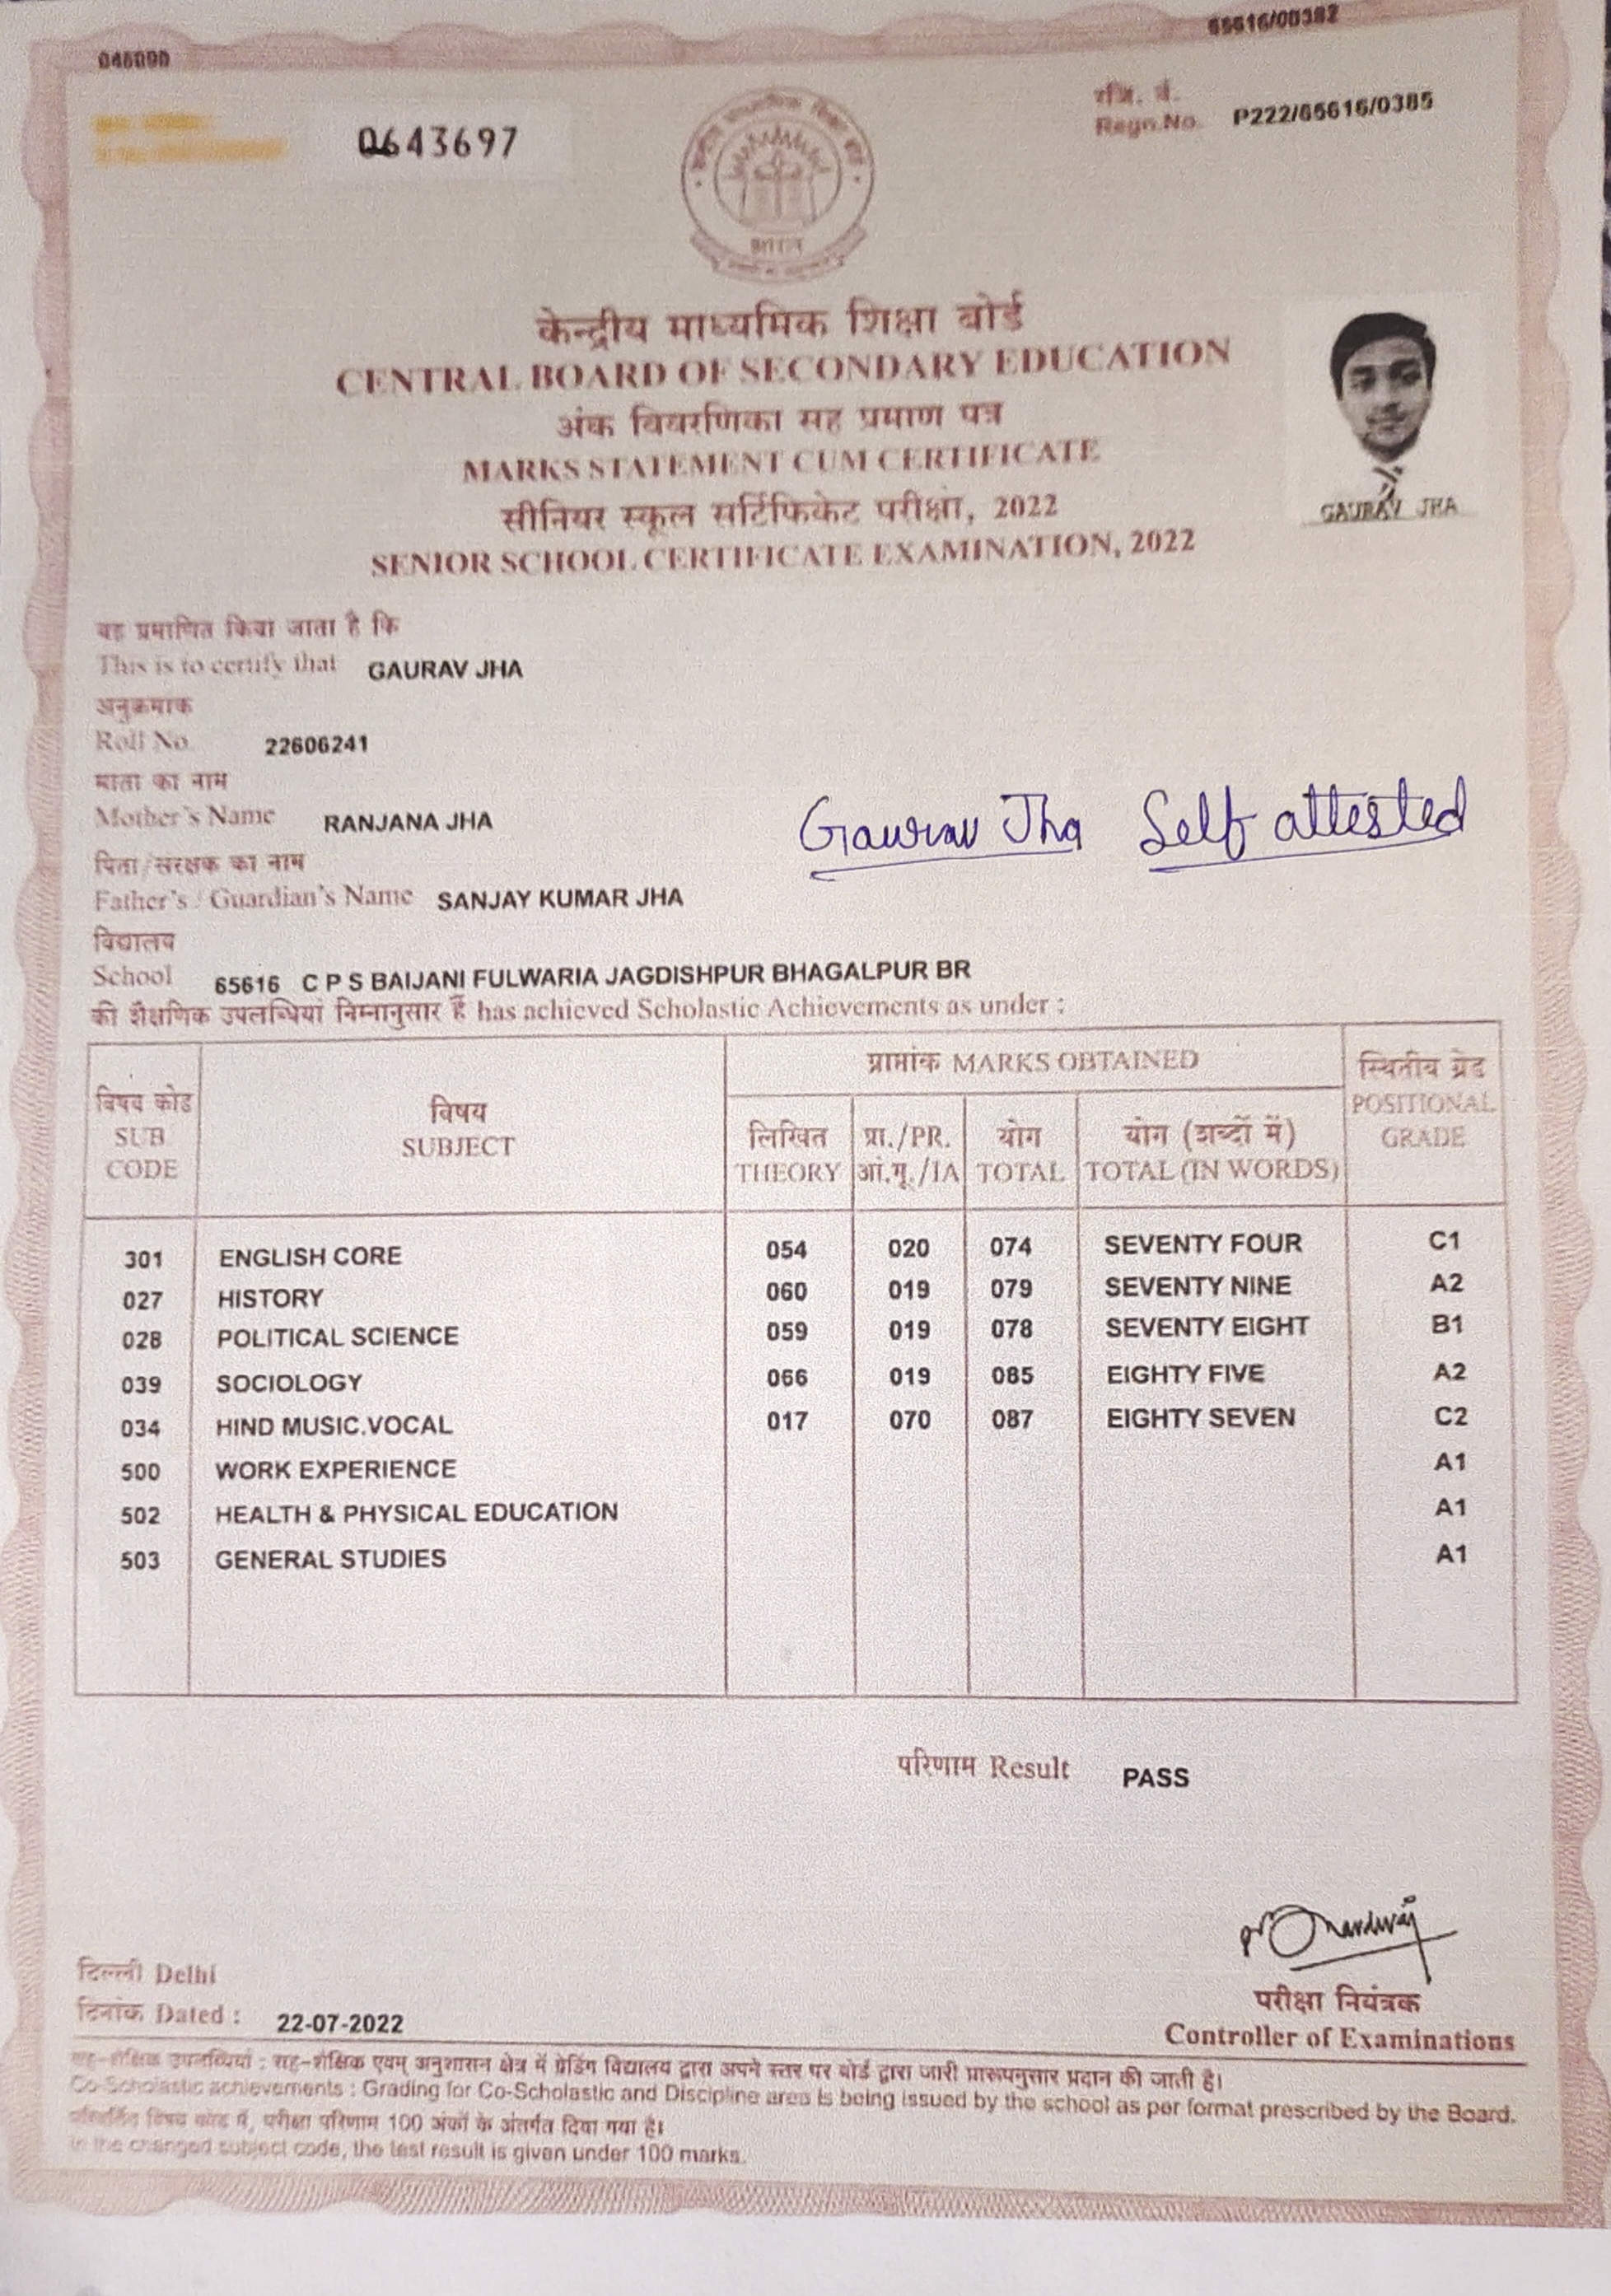 046090
65616/00382
0643697
रजि. नं.
Regn.No. P222/65616/0385
भारत
केन्द्रीय माध्यमिक शिक्षा बोर्ड
CENTRAL BOARD OF SECONDARY EDUCATION
अंक विवरणिका सह प्रमाण पत्र
MARKS STATEMENT CUM CERTIFICATE
सीनियर स्कूल सर्टिफिकेट परीक्षा, 2022
SENIOR SCHOOL CERTIFICATE EXAMINATION, 2022
GAURAV JHA
यह प्रमाणित किया जाता है कि
This is to certify that GAURAV JHA
अनुक्रमांक
Roll No. 22606241
माता का नाम
Mother's Name RANJANA JHA
Gaurav Jha Self attested
पिता/संरक्षक का नाम
Father's / Guardian's Name SANJAY KUMAR JHA
विद्यालय
School 65616 C P S BAIJANI FULWARIA JAGDISHPUR BHAGALPUR BR
की शैक्षणिक उपलब्धियां निम्नानुसार हैं has achieved Scholastic Achievements as under :
विषय कोड SUB CODE विषय SUBJECT प्राप्तांक MARKS OBTAINED स्थितीय ग्रेड POSITIONAL GRADE
लिखित THEORY प्रा./PR. आं.मू./IA योग TOTAL योग (शब्दों में) TOTAL (IN WORDS)
301 ENGLISH CORE 054 020 074 SEVENTY FOUR C1
027 HISTORY 060 019 079 SEVENTY NINE A2
028 POLITICAL SCIENCE 059 019 078 SEVENTY EIGHT B1
039 SOCIOLOGY 066 019 085 EIGHTY FIVE A2
034 HIND MUSIC.VOCAL 017 070 087 EIGHTY SEVEN C2
500 WORK EXPERIENCE A1
502 HEALTH & PHYSICAL EDUCATION A1
503 GENERAL STUDIES A1
परिणाम Result PASS
दिल्ली Delhi
दिनांक Dated : 22-07-2022
परीक्षा नियंत्रक
Controller of Examinations
सह-शैक्षिक उपलब्धियां : सह-शैक्षिक एवम् अनुशासन क्षेत्र में ग्रेडिंग विद्यालय द्वारा अपने स्तर पर बोर्ड द्वारा जारी प्रारूपनुसार प्रदान की जाती है।
Co-Scholastic achievements : Grading for Co-Scholastic and Discipline area is being issued by the school as per format prescribed by the Board.
परिवर्तित विषय कोड में, परीक्षा परिणाम 100 अंकों के अंतर्गत दिया गया है।
In the changed subject code, the test result is given under 100 marks.